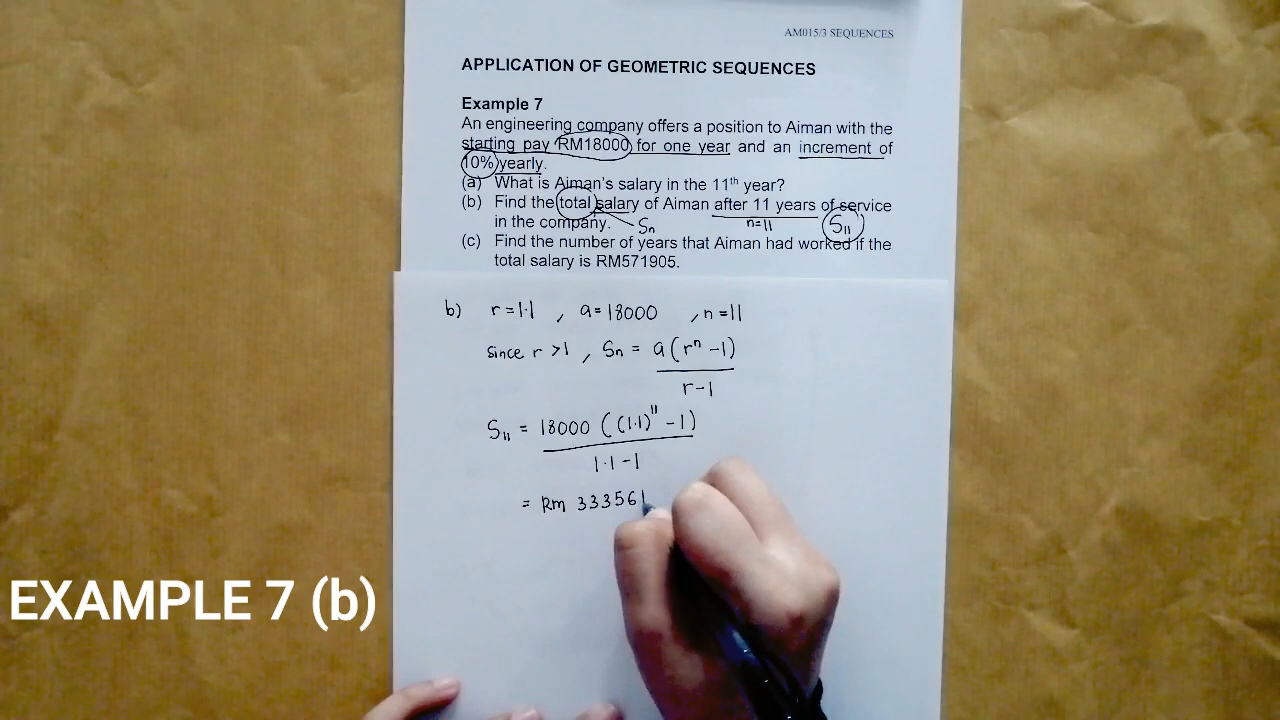 AM015/3 SEQUENCES
APPLICATION OF GEOMETRIC SEQUENCES
Example 7
An engineering company offers a position to Aiman with the
starting pay RM18000 for one year and an increment of
10% yearly.
(a) What is Aiman's salary in the 11th year?
(b) Find the total salary of Aiman after 11 years of service
in the company. Sn n=11 S11
(c) Find the number of years that Aiman had worked if the
total salary is RM571905.
b) r=1.1 , a=18000 , n=11
Since r >1 , Sn = a(r^n -1)
r-1
S11 = 18000 ((1.1)^11 -1)
1.1-1
= Rm 333561
EXAMPLE 7 (b)